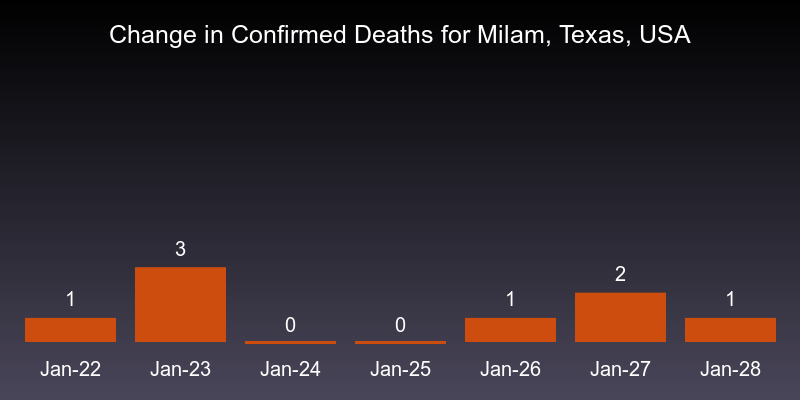 Change in Confirmed Deaths for Milam, Texas, USA
1
3
0
0
1
2
1
Jan-22
Jan-23
Jan-24
Jan-25
Jan-26
Jan-27
Jan-28